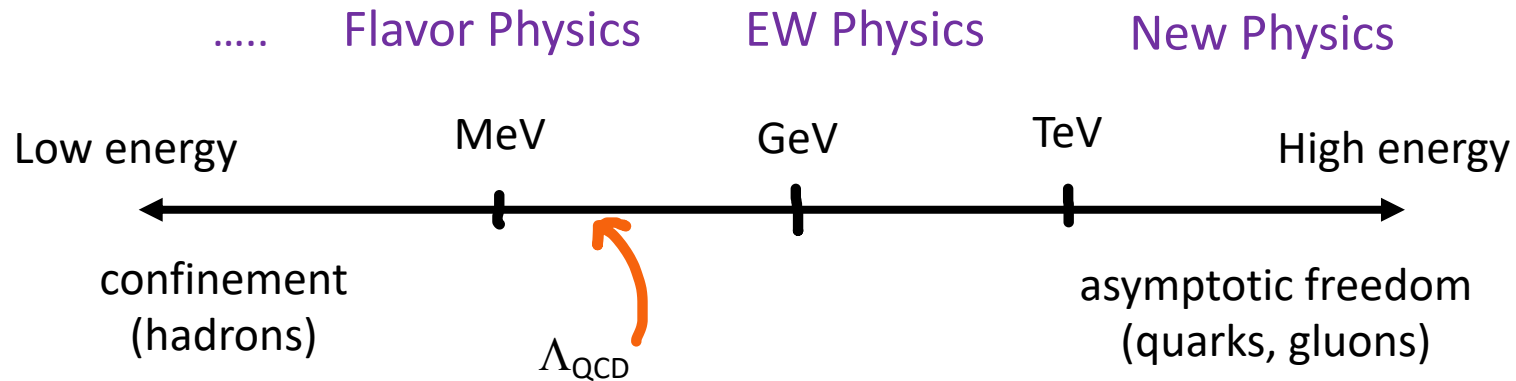 ..... Flavor Physics EW Physics New Physics
Low energy MeV GeV TeV High energy
confinement
(hadrons)
Λ_QCD
asymptotic freedom
(quarks, gluons)